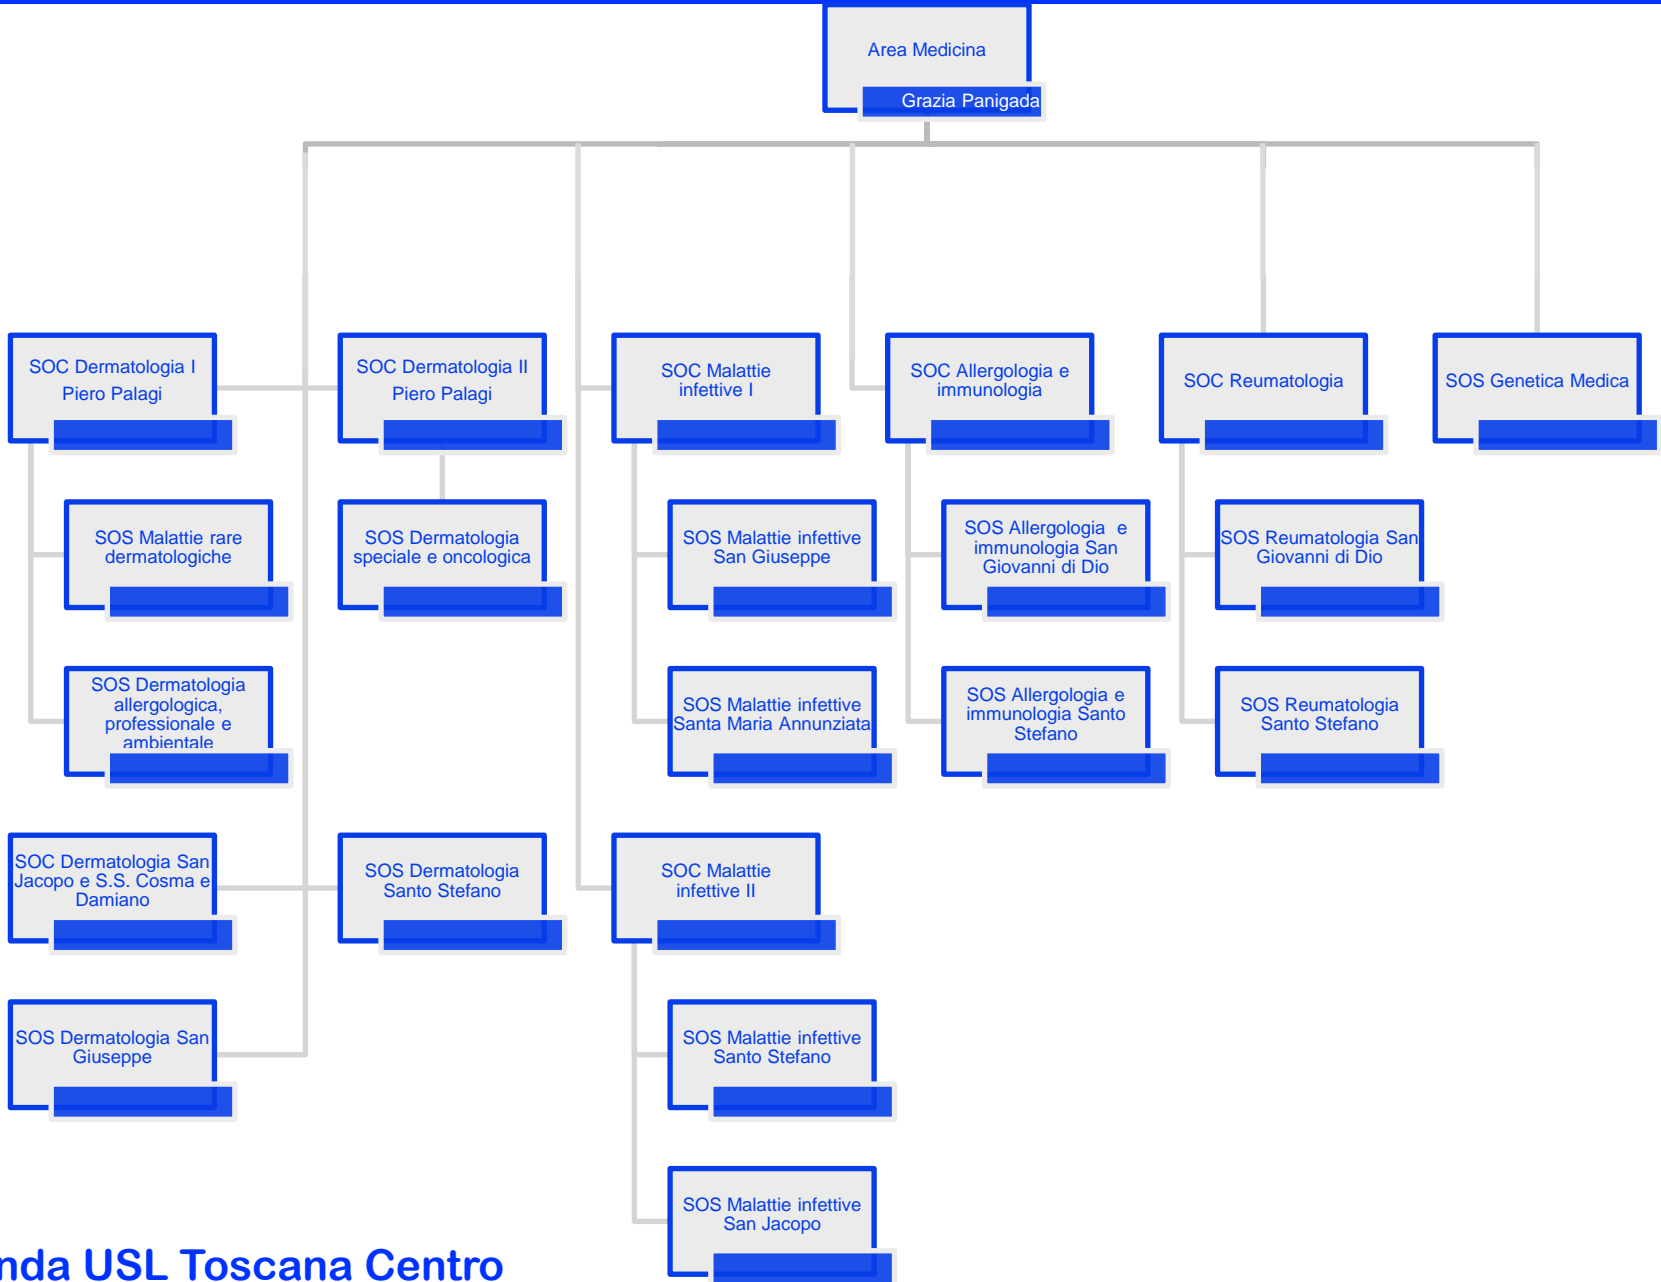 Area Medicina
Grazia Panigada
SOC Dermatologia I
Piero Palagi
SOC Dermatologia II
Piero Palagi
SOC Malattie
infettive I
SOC Allergologia e
immunologia
SOC Reumatologia
SOS Genetica Medica
SOS Malattie rare
dermatologiche
SOS Dermatologia
speciale e oncologica
SOS Malattie infettive
San Giuseppe
SOS Allergologia e
immunologia San
Giovanni di Dio
SOS Reumatologia San
Giovanni di Dio
SOS Dermatologia
allergologica,
professionale e
ambientale
SOS Malattie infettive
Santa Maria Annunziata
SOS Allergologia e
immunologia Santo
Stefano
SOS Reumatologia
Santo Stefano
SOC Dermatologia San
Jacopo e S.S. Cosma e
Damiano
SOS Dermatologia
Santo Stefano
SOC Malattie
infettive II
SOS Dermatologia San
Giuseppe
SOS Malattie infettive
Santo Stefano
SOS Malattie infettive
San Jacopo
nda USL Toscana Centro